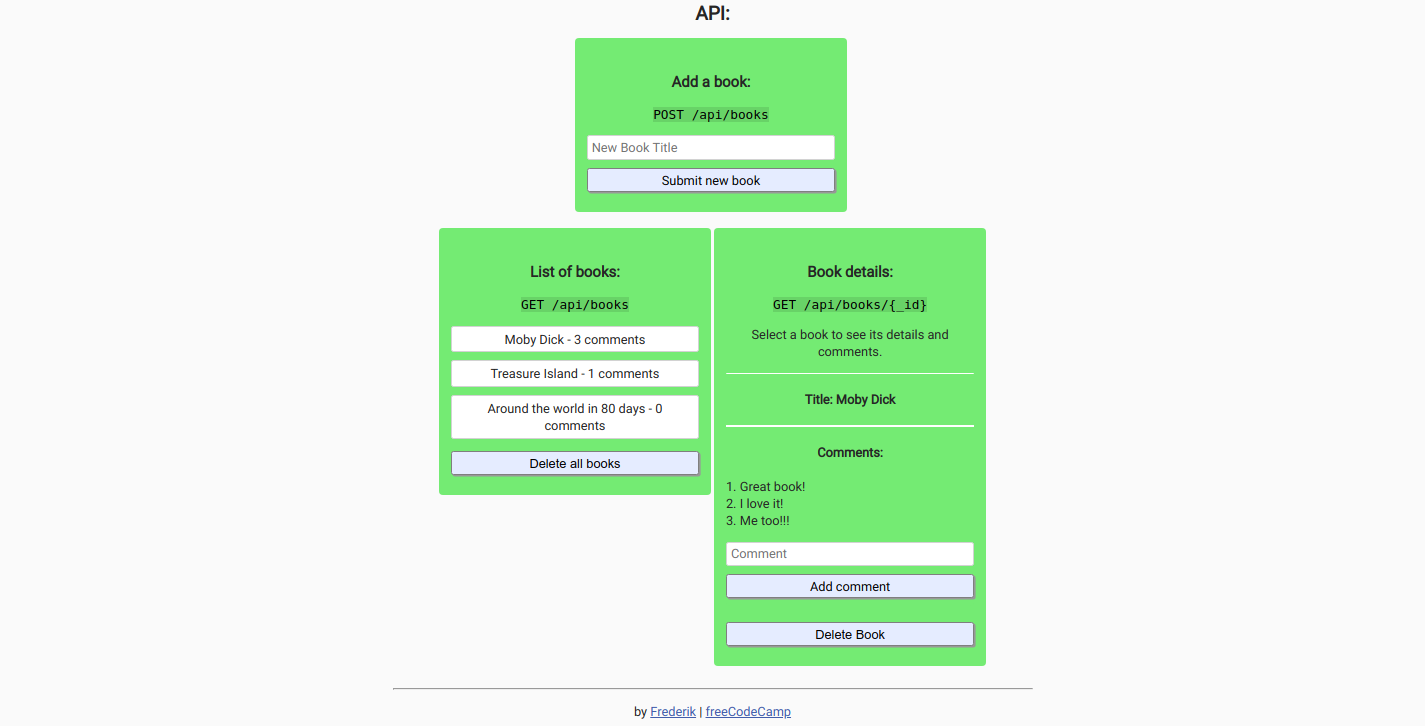 API:
Add a book:
POST /api/books
New Book Title
Submit new book
List of books:
GET /api/books
Moby Dick - 3 comments
Treasure Island - 1 comments
Around the world in 80 days - 0
comments
Delete all books
Book details:
GET /api/books/{_id}
Select a book to see its details and
comments.
Title: Moby Dick
Comments:
1. Great book!
2. I love it!
3. Me too!!!
Comment
Add comment
Delete Book
by Frederik | freeCodeCamp